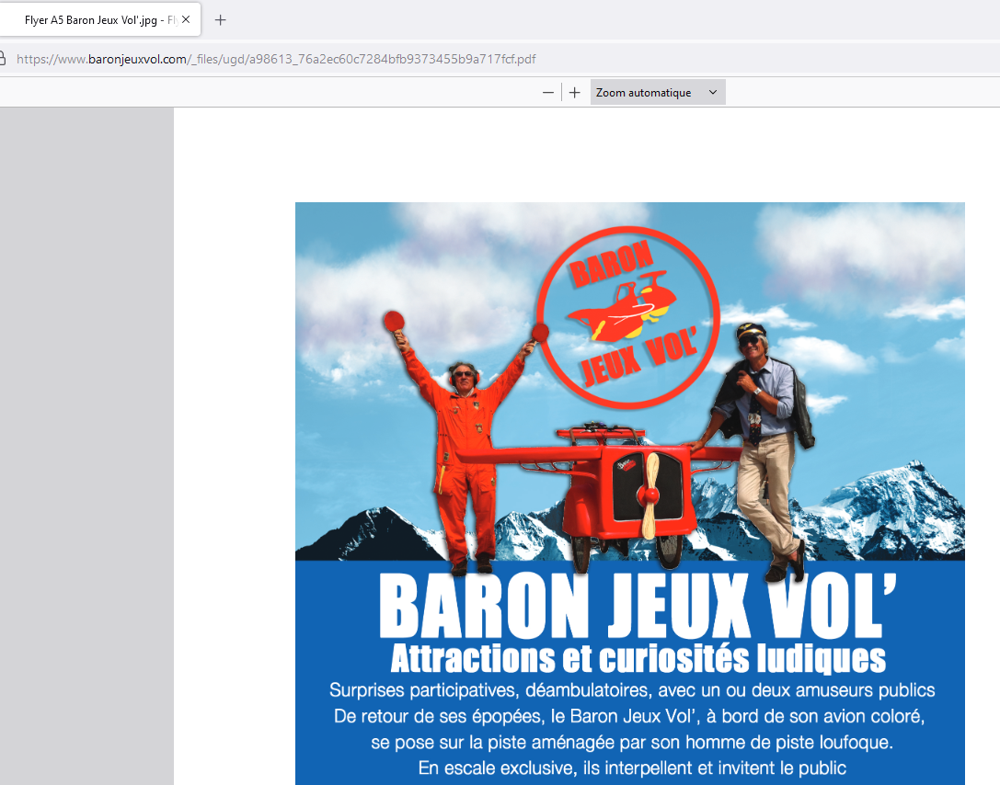 Flyer A5 Baron Jeux Vol'.jpg - Fl
https://www.baronjeuxvol.com/_files/ugd/a98613_76a2ec60c7284bfb9373455b9a717fcf.pdf
Zoom automatique
BARON
JEUX VOL'
BARON JEUX VOL'
Attractions et curiosités ludiques
Surprises participatives, déambulatoires, avec un ou deux amuseurs publics
De retour de ses épopées, le Baron Jeux Vol', à bord de son avion coloré,
se pose sur la piste aménagée par son homme de piste loufoque.
En escale exclusive, ils interpellent et invitent le public